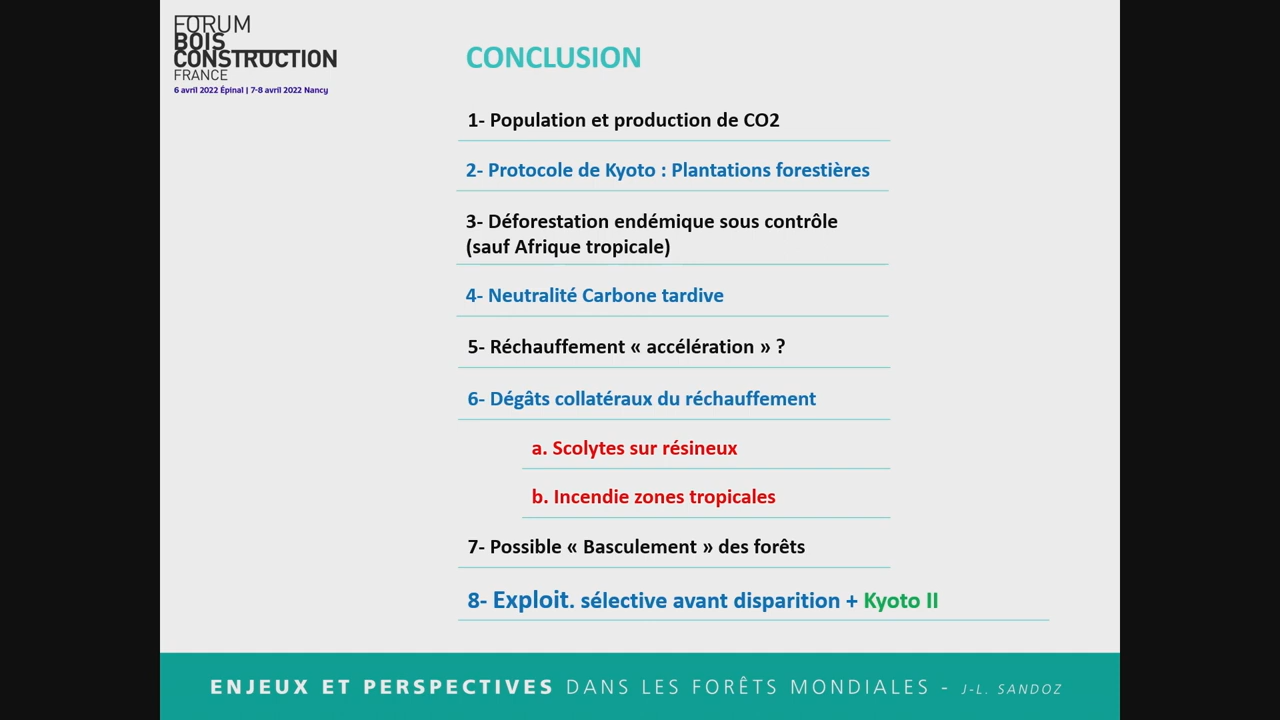 FORUM
BOIS
CONSTRUCTION
FRANCE
6 avril 2022 Épinal | 7-8 avril 2022 Nancy
CONCLUSION
1- Population et production de CO2
2- Protocole de Kyoto : Plantations forestières
3- Déforestation endémique sous contrôle
(sauf Afrique tropicale)
4- Neutralité Carbone tardive
5- Réchauffement « accélération » ?
6- Dégâts collatéraux du réchauffement
a. Scolytes sur résineux
b. Incendie zones tropicales
7- Possible « Basculement » des forêts
8- Exploit. sélective avant disparition + Kyoto II
ENJEUX ET PERSPECTIVES DANS LES FORÊTS MONDIALES - J-L. SANDOZ